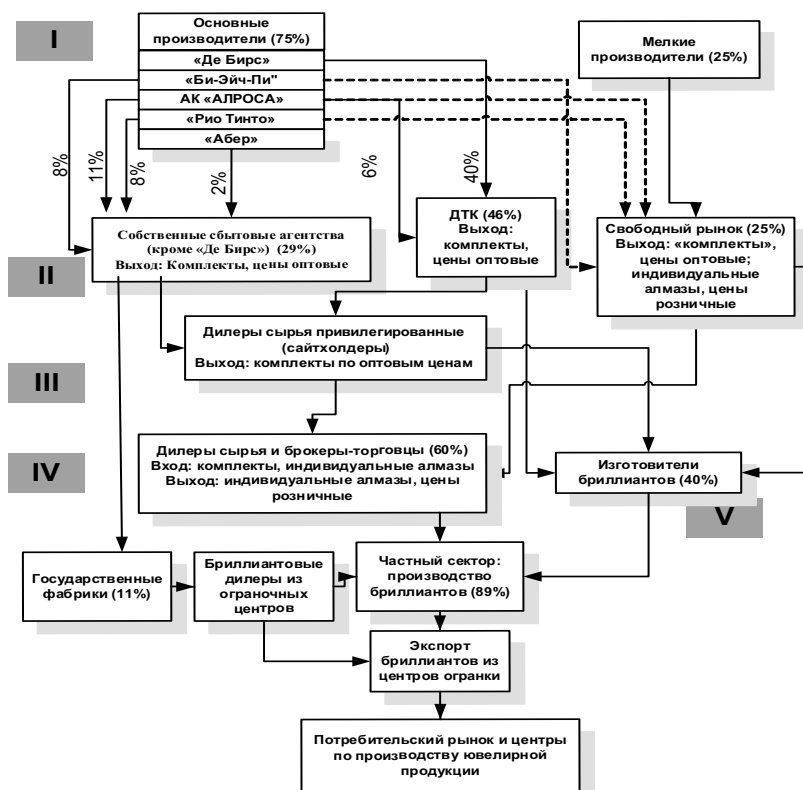 I
Основные
производители (75%)
«Де Бирс»
«Би-Эйч-Пи"
АК «АЛРОСА»
«Рио Тинто»
«Абер»
Мелкие
производители (25%)
8%
11%
8%
2%
6%
40%
II
Собственные сбытовые агентства
(кроме «Де Бирс») (29%)
Выход: Комплекты, цены оптовые
ДТК (46%)
Выход:
комплекты,
цены оптовые
Свободный рынок (25%)
Выход: «комплекты»,
цены оптовые;
индивидуальные
алмазы, цены
розничные
III
Дилеры сырья привилегированные
(сайтхолдеры)
Выход: комплекты по оптовым ценам
IV
Дилеры сырья и брокеры-торговцы (60%)
Вход: комплекты, индивидуальные алмазы
Выход: индивидуальные алмазы, цены
розничные
Изготовители
бриллиантов (40%)
V
Государственные
фабрики (11%)
Бриллиантовые
дилеры из
ограночных
центров
Частный сектор:
производство
бриллиантов (89%)
Экспорт
бриллиантов из
центров огранки
Потребительский рынок и центры
по производству ювелирной
продукции